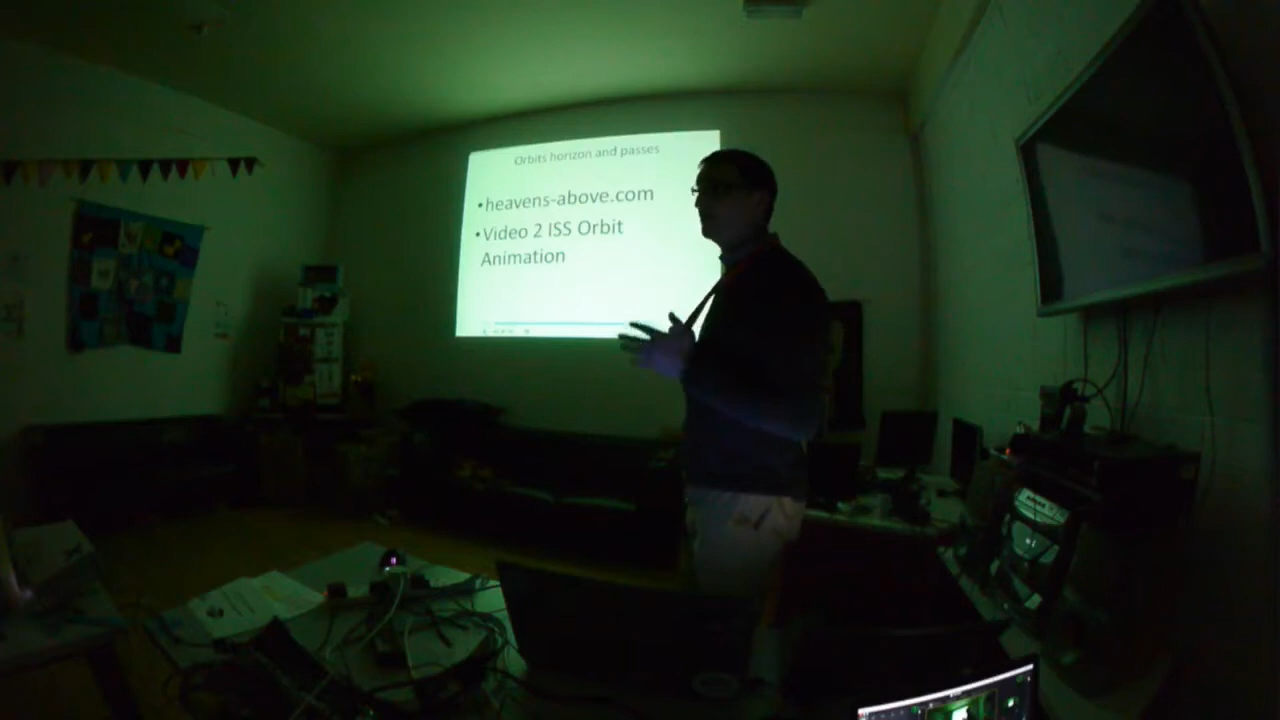 Orbits horizon and passes
•heavens-above.com
•Video 2 ISS Orbit
Animation